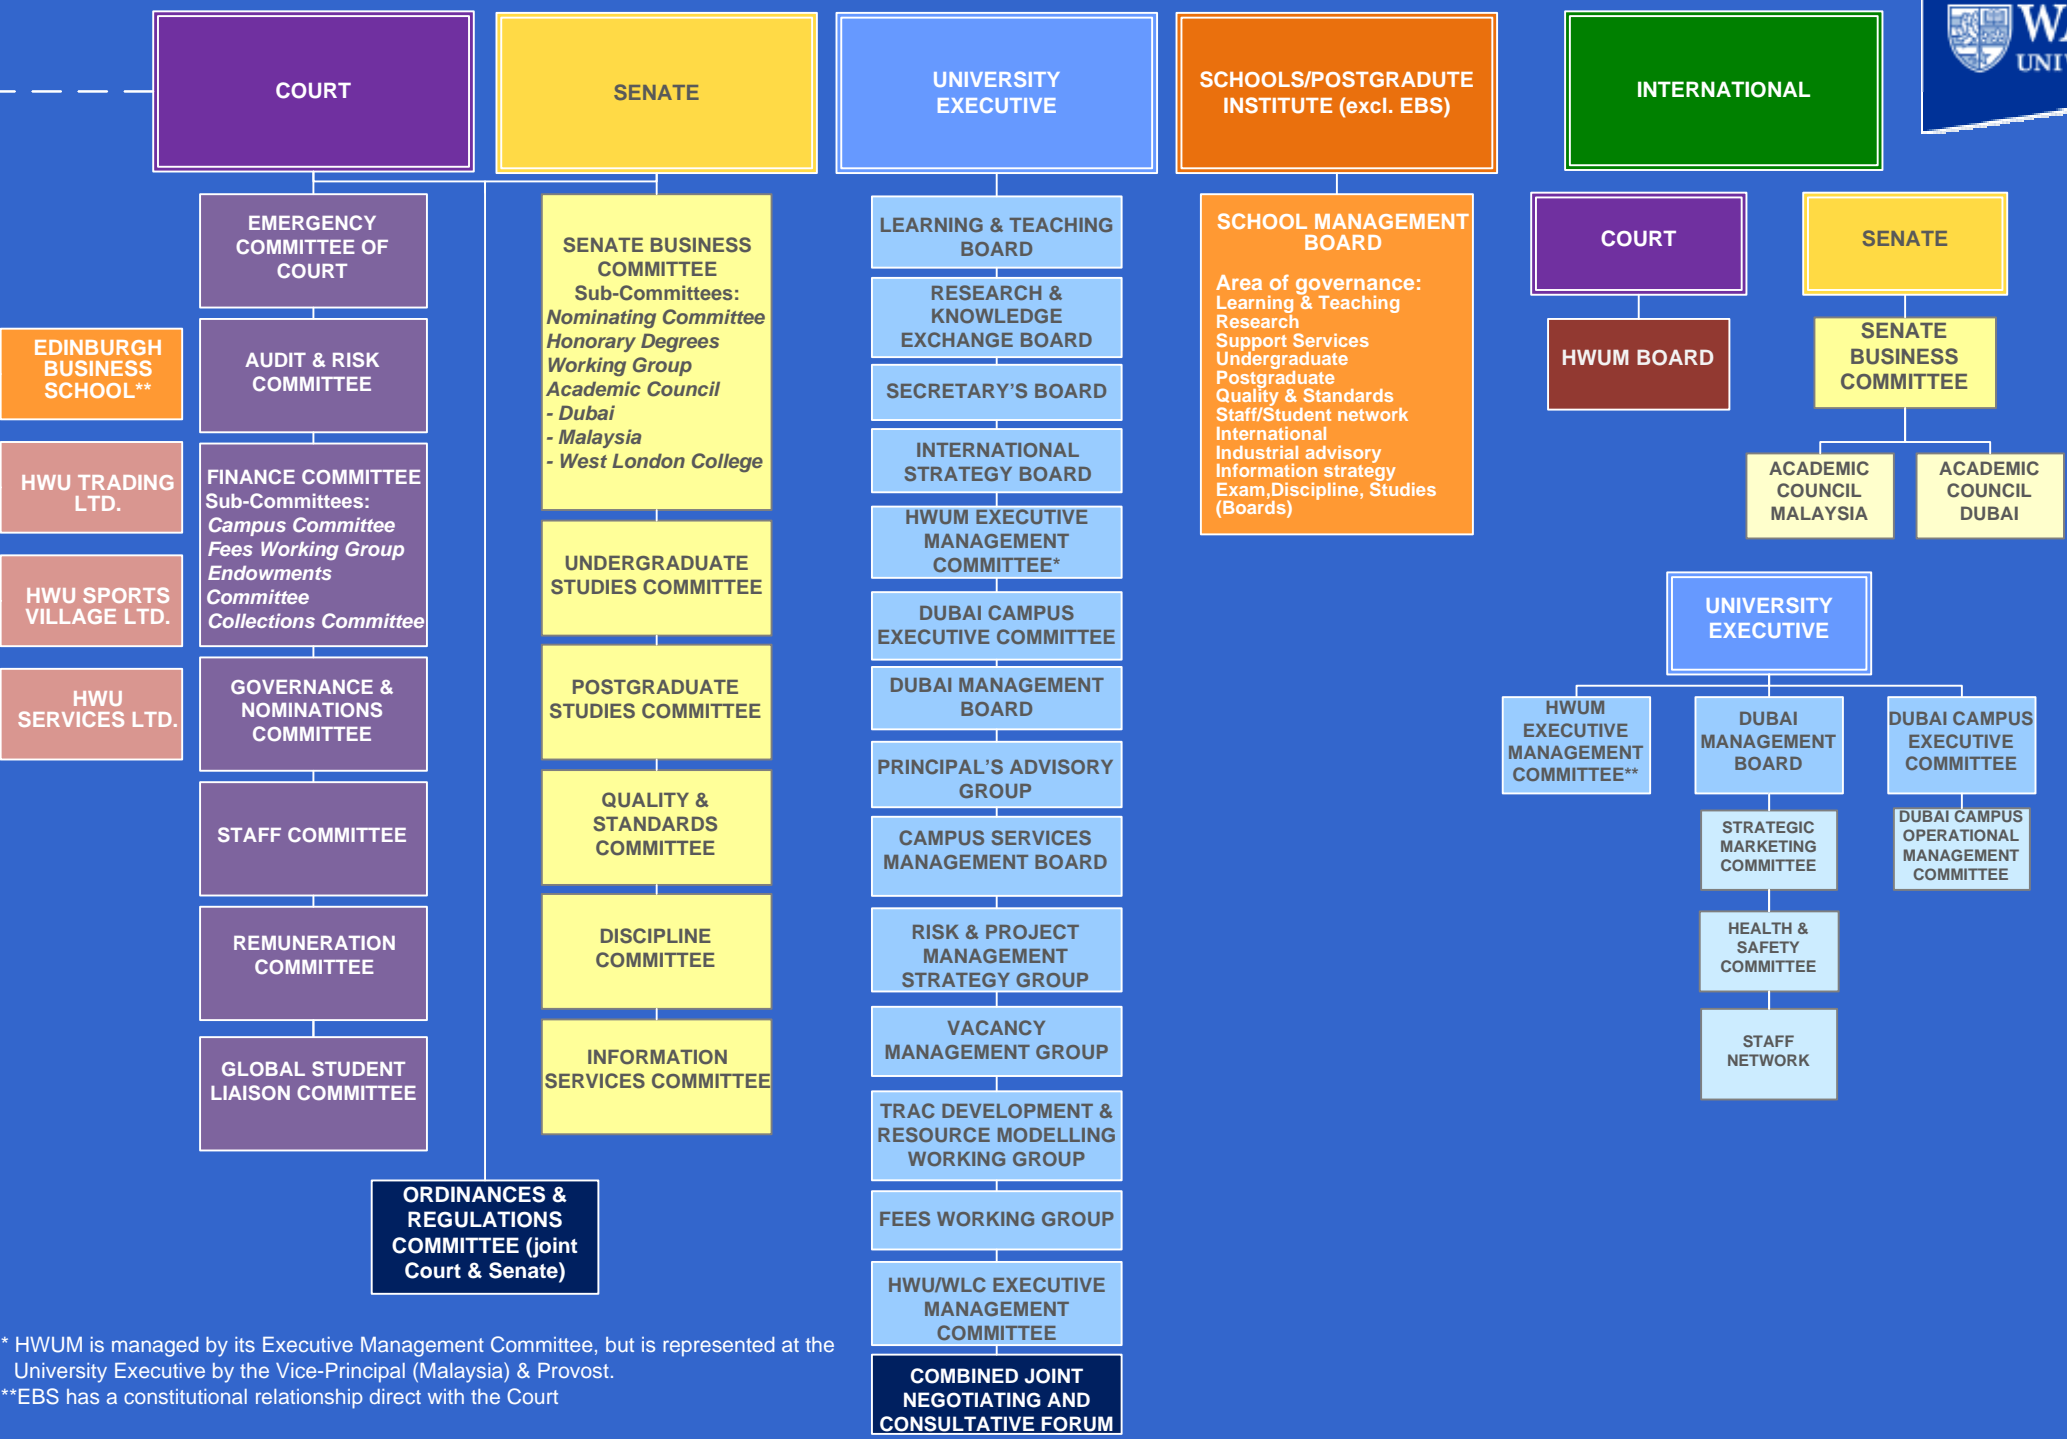 COURT
SENATE
UNIVERSITY
EXECUTIVE
SCHOOLS/POSTGRADUTE
INSTITUTE (excl. EBS)
INTERNATIONAL
EDINBURGH
BUSINESS
SCHOOL**
HWU TRADING
LTD.
HWU SPORTS
VILLAGE LTD.
HWU
SERVICES LTD.
EMERGENCY
COMMITTEE OF
COURT
AUDIT & RISK
COMMITTEE
FINANCE COMMITTEE
Sub-Committees:
Campus Committee
Fees Working Group
Endowments
Committee
Collections Committee
GOVERNANCE &
NOMINATIONS
COMMITTEE
STAFF COMMITTEE
REMUNERATION
COMMITTEE
GLOBAL STUDENT
LIAISON COMMITTEE
ORDINANCES &
REGULATIONS
COMMITTEE (joint
Court & Senate)
SENATE BUSINESS
COMMITTEE
Sub-Committees:
Nominating Committee
Honorary Degrees
Working Group
Academic Council
- Dubai
- Malaysia
- West London College
UNDERGRADUATE
STUDIES COMMITTEE
POSTGRADUATE
STUDIES COMMITTEE
QUALITY &
STANDARDS
COMMITTEE
DISCIPLINE
COMMITTEE
INFORMATION
SERVICES COMMITTEE
LEARNING & TEACHING
BOARD
RESEARCH &
KNOWLEDGE
EXCHANGE BOARD
SECRETARY’S BOARD
INTERNATIONAL
STRATEGY BOARD
HWUM EXECUTIVE
MANAGEMENT
COMMITTEE*
DUBAI CAMPUS
EXECUTIVE COMMITTEE
DUBAI MANAGEMENT
BOARD
PRINCIPAL’S ADVISORY
GROUP
CAMPUS SERVICES
MANAGEMENT BOARD
RISK & PROJECT
MANAGEMENT
STRATEGY GROUP
VACANCY
MANAGEMENT GROUP
TRAC DEVELOPMENT &
RESOURCE MODELLING
WORKING GROUP
FEES WORKING GROUP
HWU/WLC EXECUTIVE
MANAGEMENT
COMMITTEE
COMBINED JOINT
NEGOTIATING AND
CONSULTATIVE FORUM
SCHOOL MANAGEMENT
BOARD
Area of governance:
Learning & Teaching
Research
Support Services
Undergraduate
Postgraduate
Quality & Standards
Staff/Student network
International
Industrial advisory
Information strategy
Exam,Discipline, Studies
(Boards)
COURT
HWUM BOARD
SENATE
SENATE
BUSINESS
COMMITTEE
ACADEMIC
COUNCIL
MALAYSIA
ACADEMIC
COUNCIL
DUBAI
UNIVERSITY
EXECUTIVE
HWUM
EXECUTIVE
MANAGEMENT
COMMITTEE**
DUBAI
MANAGEMENT
BOARD
STRATEGIC
MARKETING
COMMITTEE
HEALTH &
SAFETY
COMMITTEE
STAFF
NETWORK
DUBAI CAMPUS
EXECUTIVE
COMMITTEE
DUBAI CAMPUS
OPERATIONAL
MANAGEMENT
COMMITTEE
* HWUM is managed by its Executive Management Committee, but is represented at the
University Executive by the Vice-Principal (Malaysia) & Provost.
**EBS has a constitutional relationship direct with the Court